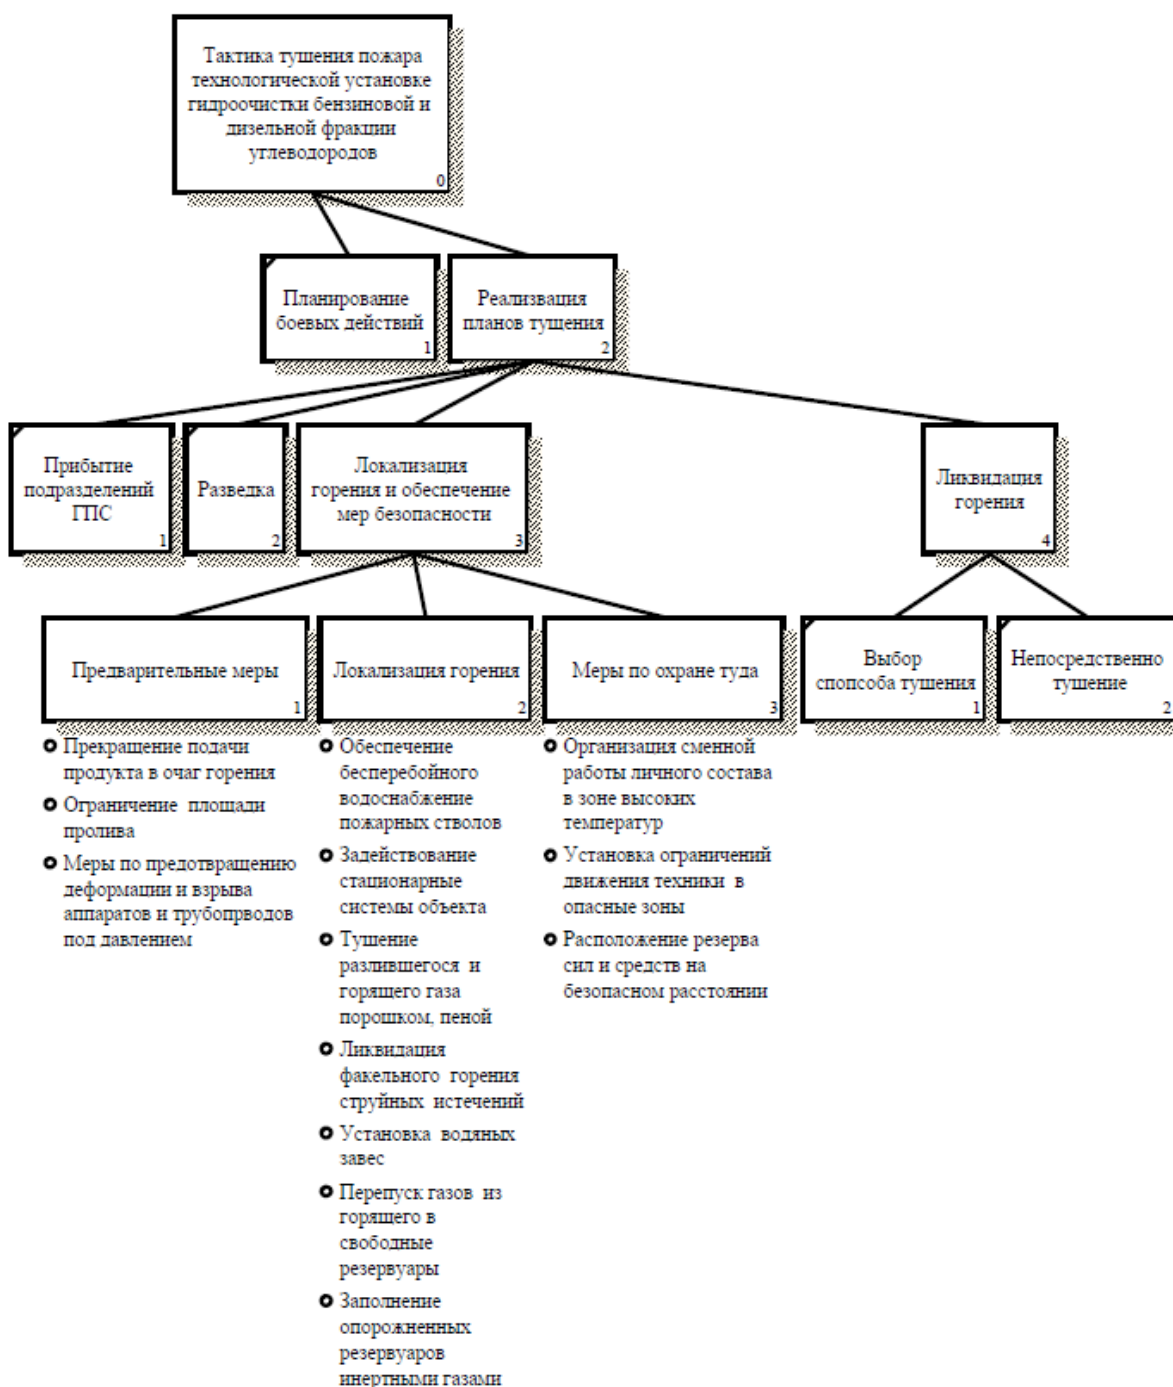 Тактика тушения пожара
технологической установке
гидроочистки бензиновой и
дизельной фракции
углеводородов
0
Планирование
боевых действий
1
Реализвация
планов тушения
2
Прибытие
подразделений
ГПС
1
Разведка
2
Локализация
горения и обеспечение
мер безопасности
3
Ликвидация
горения
4
Предварительные меры
1
Локализация горения
2
Меры по охране туда
3
Выбор
спопсоба тушения
1
Непосредственно
тушение
2
Прекращение подачи
продукта в очаг горения
Ограничение площади
пролива
Меры по предотвращению
деформации и взрыва
аппаратов и трубопрводов
под давлением
Обеспечение
бесперебойного
водоснабжение
пожарных стволов
Задействование
стационарные
системы объекта
Тушение
разлившегося и
горящего газа
порошком, пеной
Ликвидация
факельного горения
струйных истечений
Установка водяных
завес
Перепуск газов из
горящего в
свободные
резервуары
Заполнение
опорожненных
резервуаров
инертными газами
Организация сменной
работы личного состава
в зоне высоких
температур
Установка ограничений
движения техники в
опасные зоны
Расположение резерва
сил и средств на
безопасном расстоянии